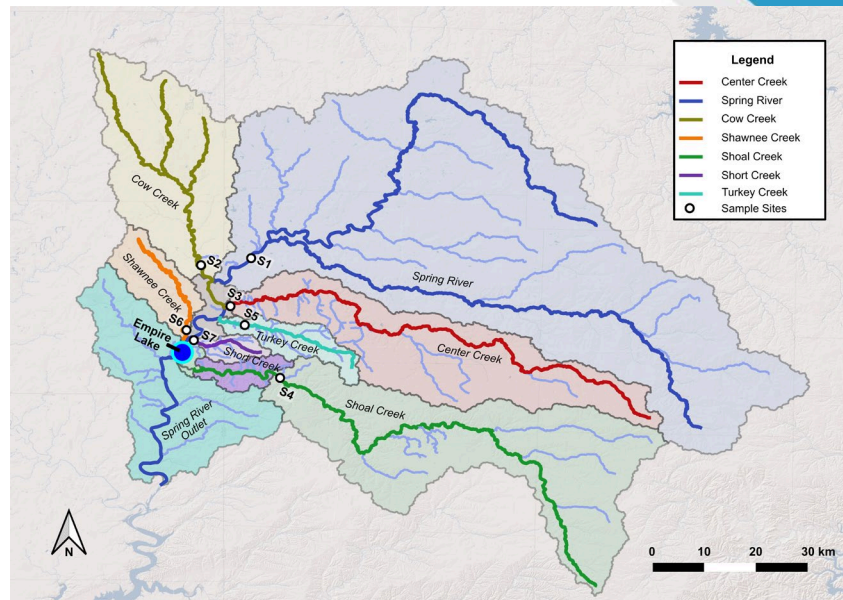 Legend
Center Creek
Spring River
Cow Creek
Shawnee Creek
Shoal Creek
Short Creek
Turkey Creek
Sample Sites
Cow Creek
S2
S1
Shawnee Creek
Spring River
S3
S5
S6
Turkey Creek
Empire
Lake
S7
Short Creek
Center Creek
S4
Shoal Creek
Spring River
Outlet
N
0 10 20 30 km